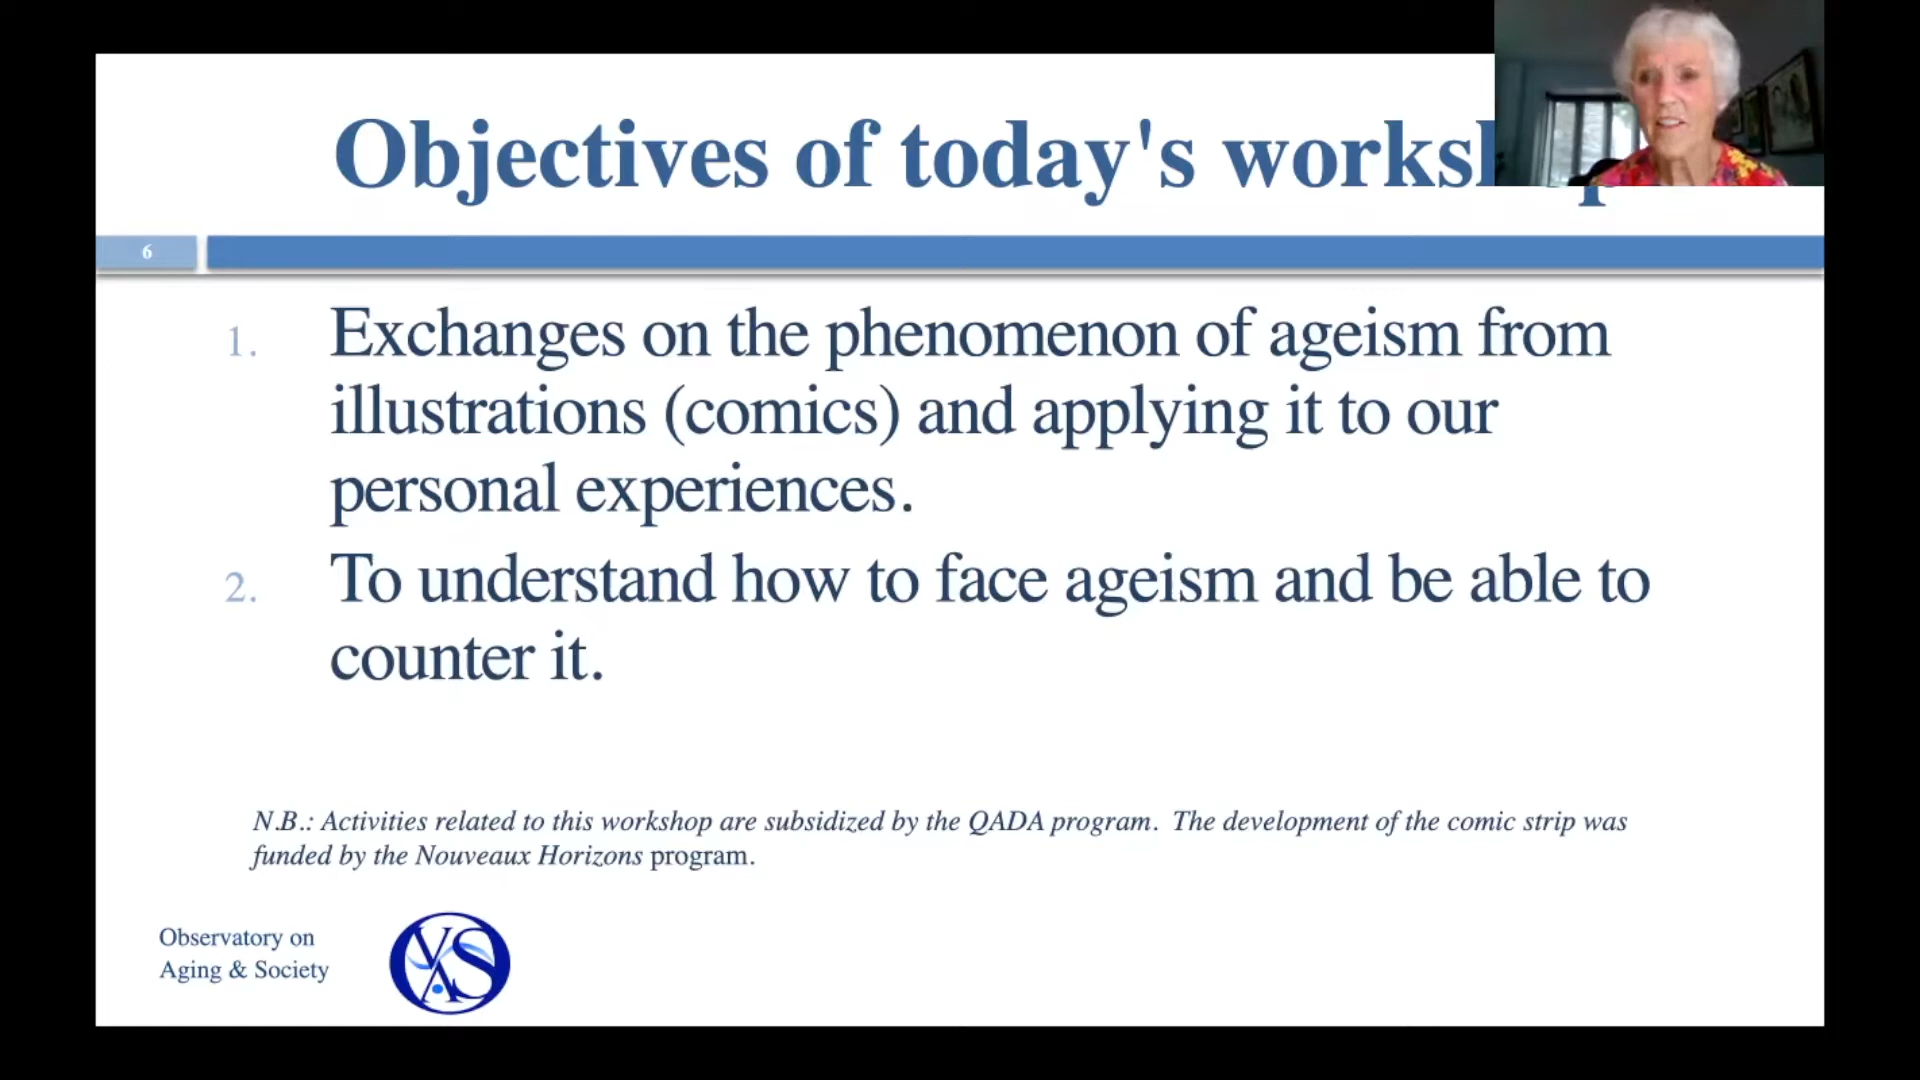 Objectives of today's works
6
1. Exchanges on the phenomenon of ageism from
illustrations (comics) and applying it to our
personal experiences.
2. To understand how to face ageism and be able to
counter it.
N.B.: Activities related to this workshop are subsidized by the QADA program. The development of the comic strip was
funded by the Nouveaux Horizons program.
Observatory on
Aging & Society
VAS